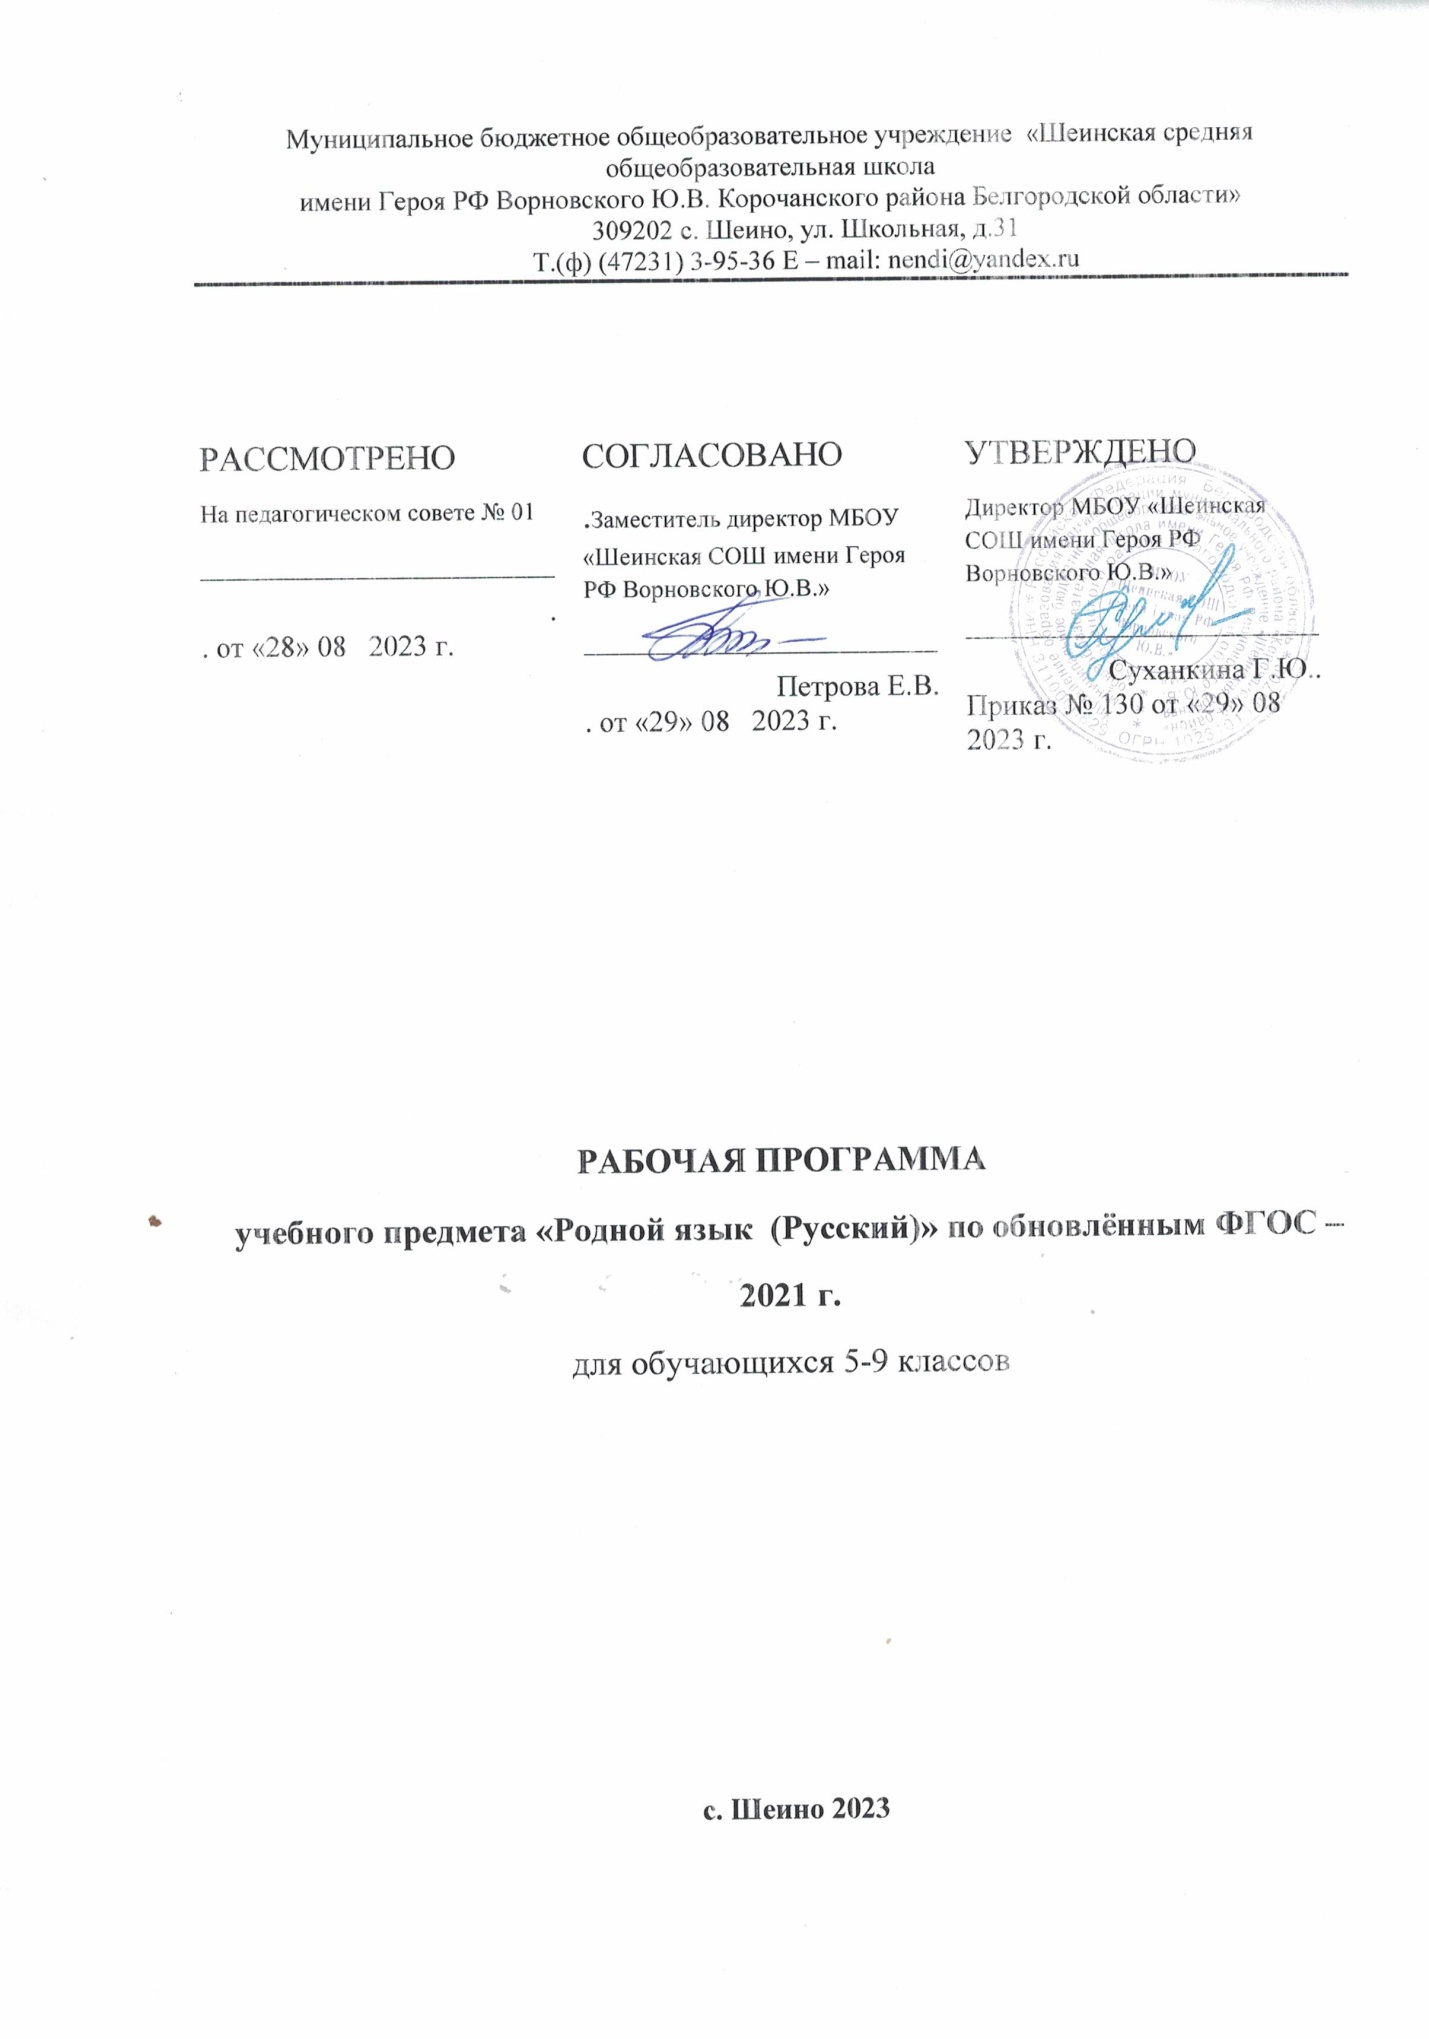 Муниципальное бюджетное общеобразовательное учреждение «Шеинская средняя
общеобразовательная школа
имени Героя РФ Ворновского Ю.В. Корочанского района Белгородской области»
309202 с. Шеино, ул. Школьная, д.31
Т.(ф) (47231) 3-95-36 E – mail: nendi@yandex.ru
РАССМОТРЕНО
На педагогическом совете № 01
.
. от «28» 08 2023 г.
СОГЛАСОВАНО
.Заместитель директор МБОУ
«Шеинская СОШ имени Героя
РФ Ворновского Ю.В.»
Петрова Е.В.
. от «29» 08 2023 г.
УТВЕРЖДЕНО
Директор МБОУ «Шеинская
СОШ имени Героя РФ
Ворновского Ю.В.»
Суханкина Г.Ю..
Приказ № 130 от «29» 08
2023 г.
РАБОЧАЯ ПРОГРАММА
учебного предмета «Родной язык (Русский)» по обновлённым ФГОС –
2021 г.
для обучающихся 5-9 классов
с. Шеино 2023